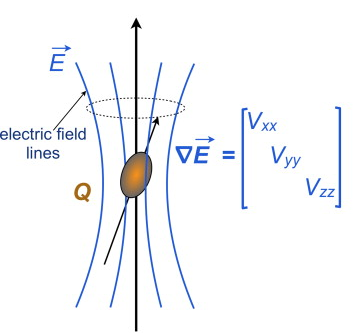 E
electric field
lines
Q
∇E = [Vxx
Vyy
Vzz]